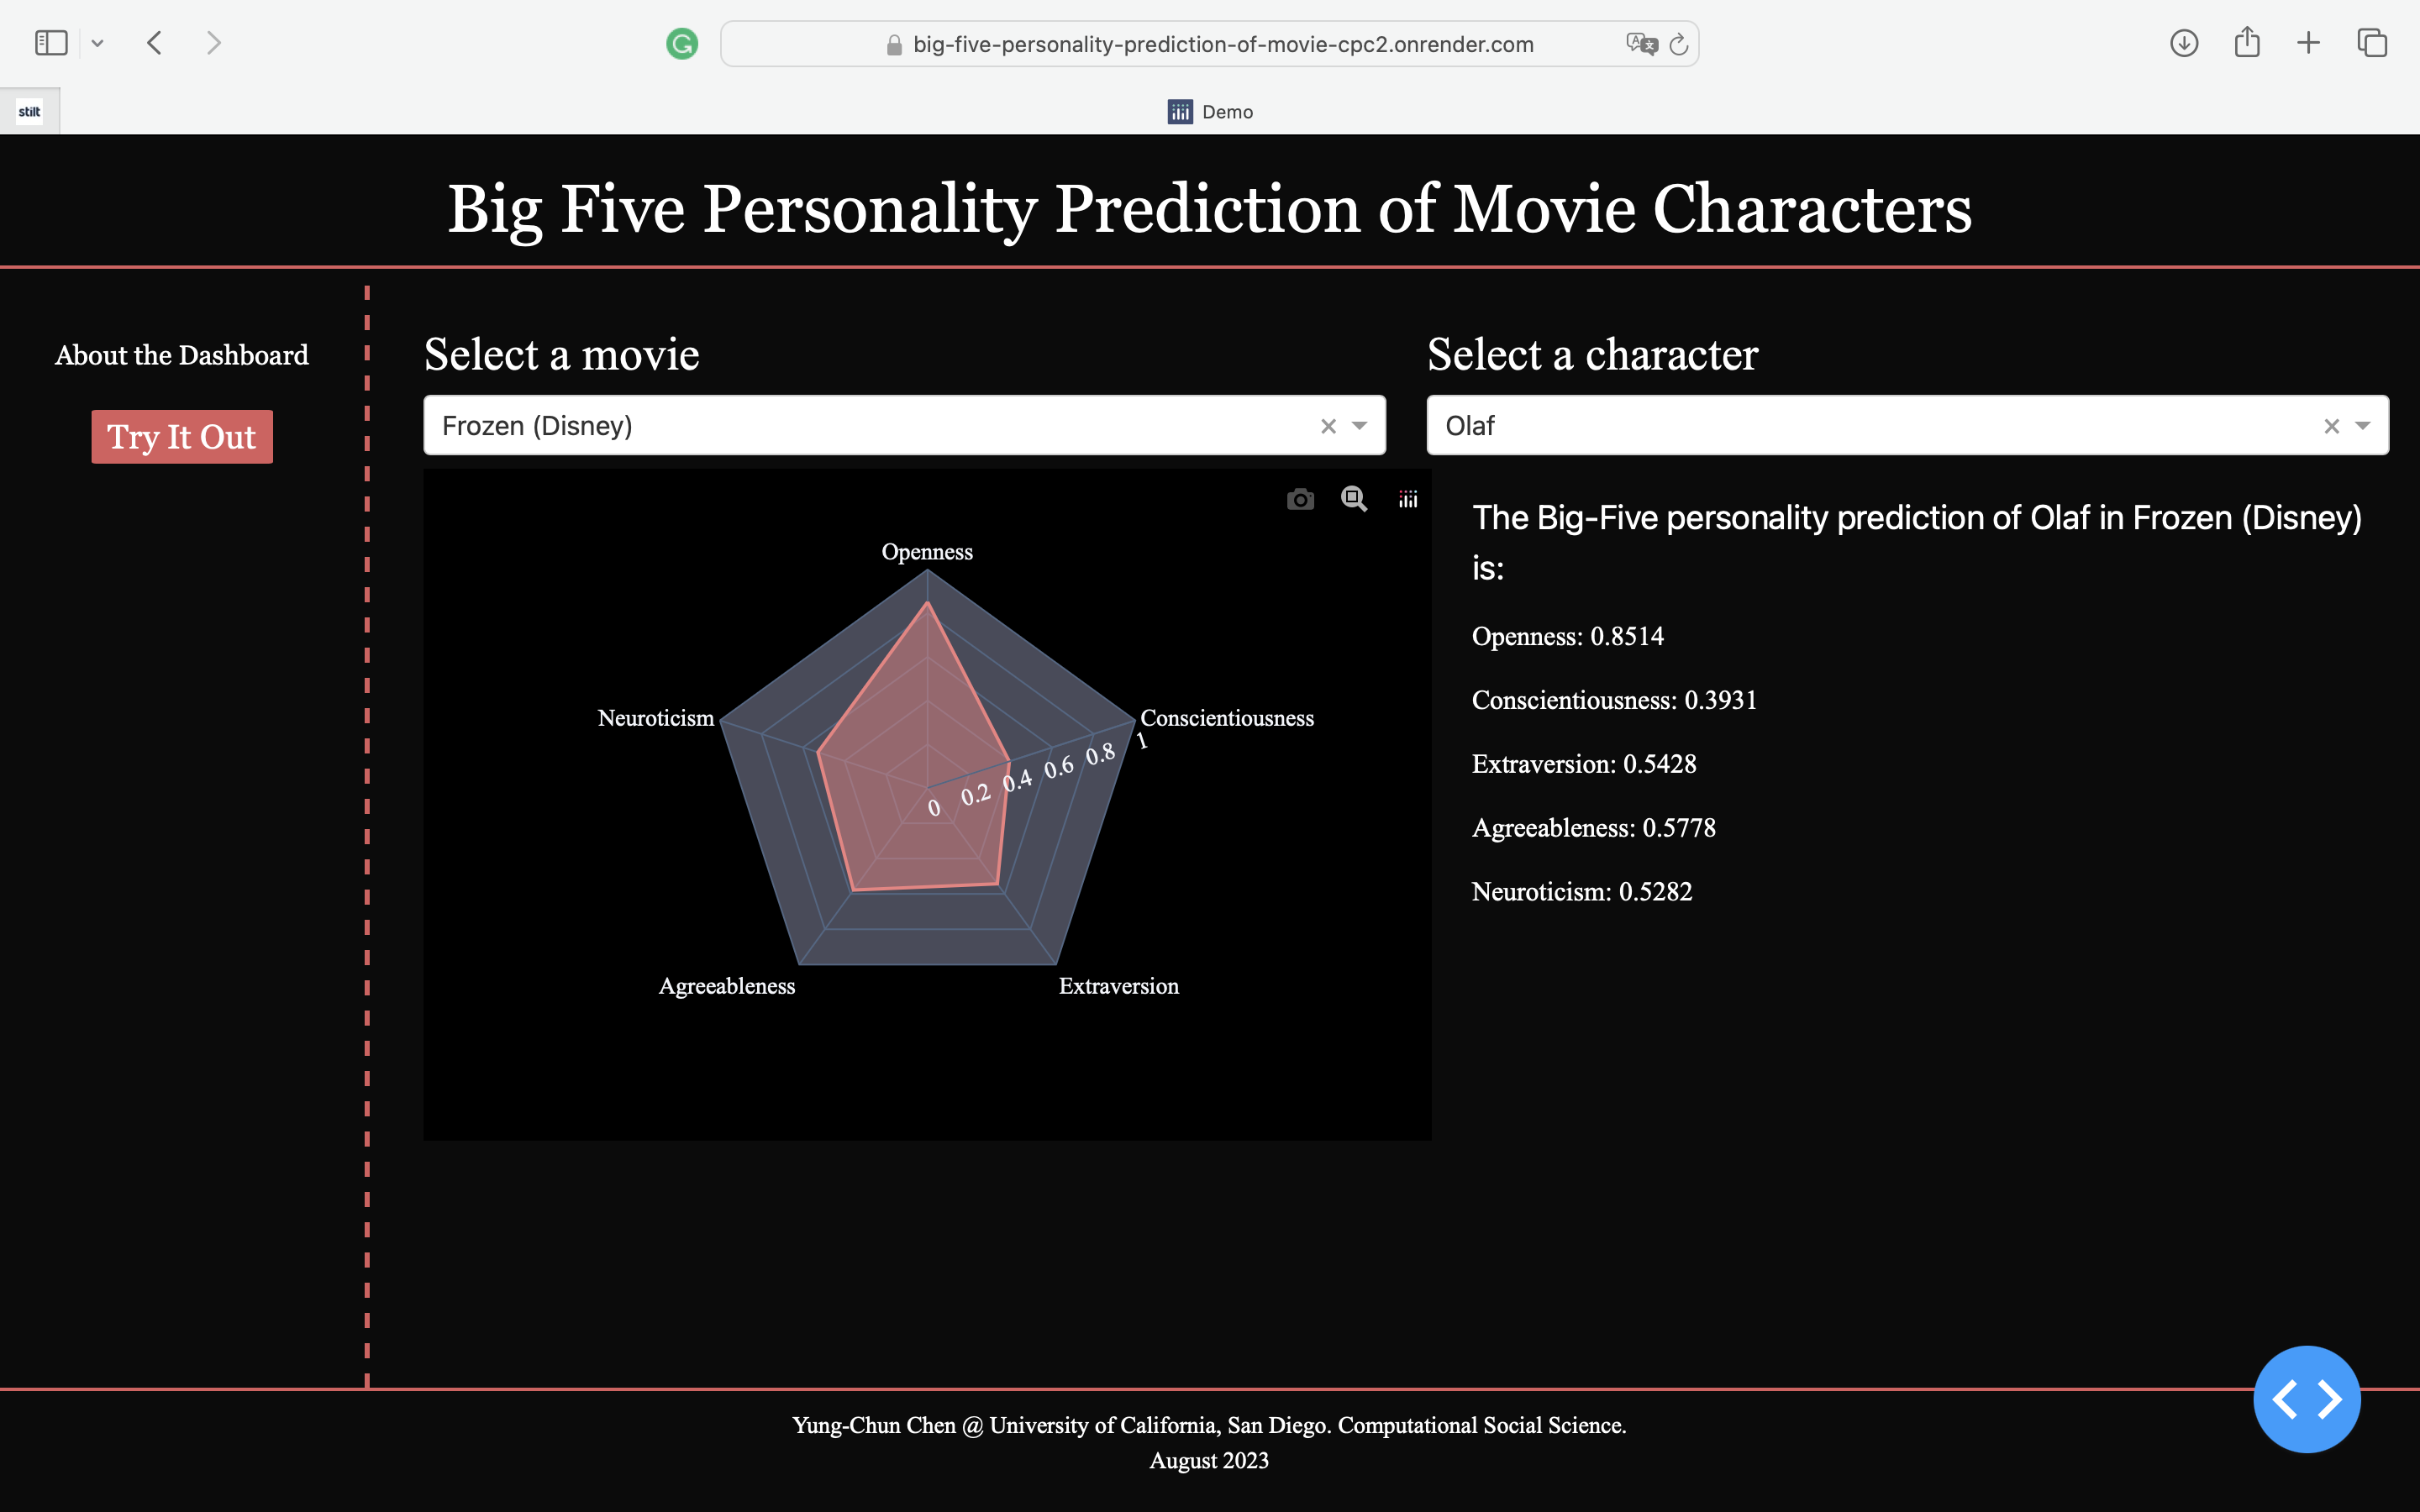 big-five-personality-prediction-of-movie-cpc2.onrender.com
stilt
Demo
Big Five Personality Prediction of Movie Characters
About the Dashboard
Try It Out
Select a movie
Frozen (Disney)
Select a character
Olaf
Openness
Conscientiousness
Extraversion
Agreeableness
Neuroticism
0
0.2
0.4
0.6
0.8
1
The Big-Five personality prediction of Olaf in Frozen (Disney)
is:
Openness: 0.8514
Conscientiousness: 0.3931
Extraversion: 0.5428
Agreeableness: 0.5778
Neuroticism: 0.5282
Yung-Chun Chen @ University of California, San Diego. Computational Social Science.
August 2023